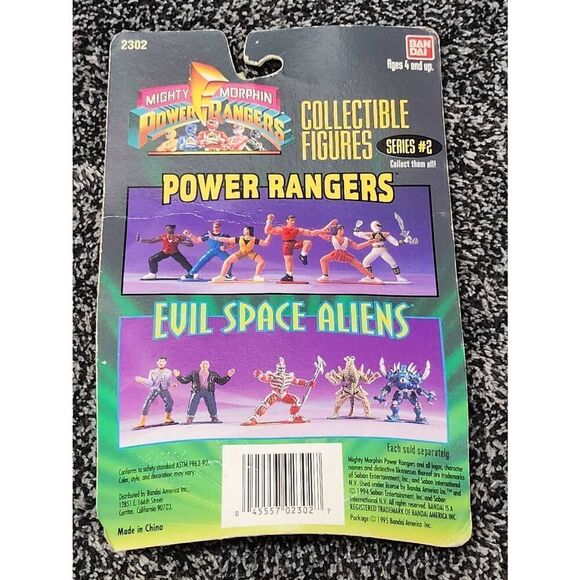 2302
BAN
DAI
Ages 4 and up.
MIGHTY MORPHIN
POWER RANGERS
COLLECTIBLE
FIGURES
SERIES #2
Collect them all!
POWER RANGERS™
EVIL SPACE ALIENS™
Each sold separately.
Conforms to safety standard ASTM F963-92.
Color, style, and decoration may vary.
Distributed by Bandai America Inc.
12851 E. 166th Street
Cerritos, California 90703.
Made in China
0 45557 02302 7
Mighty Morphin Power Rangers and all logos, character
names and distinctive likenesses thereof are trademarks
of Saban Entertainment, Inc., and Saban International
N.V. Used under license by Bandai America Inc.
© 1994 Saban Entertainment, Inc. and Saban
International N.V. All rights reserved. BANDAI IS A
REGISTERED TRADEMARK OF BANDAI AMERICA INC.
Package © 1995 Bandai America Inc.